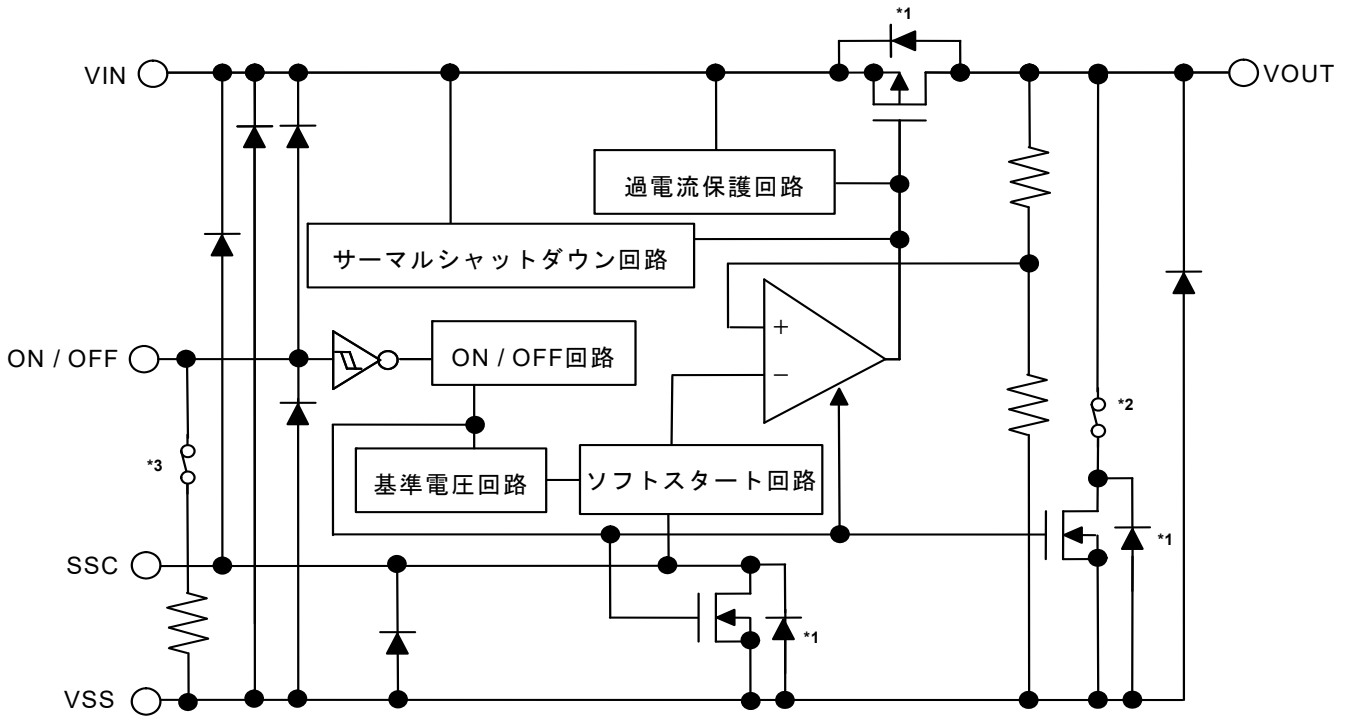 *1
VIN
VOUT
過電流保護回路
サーマルシャットダウン回路
+
ON / OFF
ON / OFF回路
−
*2
*3
基準電圧回路
ソフトスタート回路
*1
SSC
*1
VSS